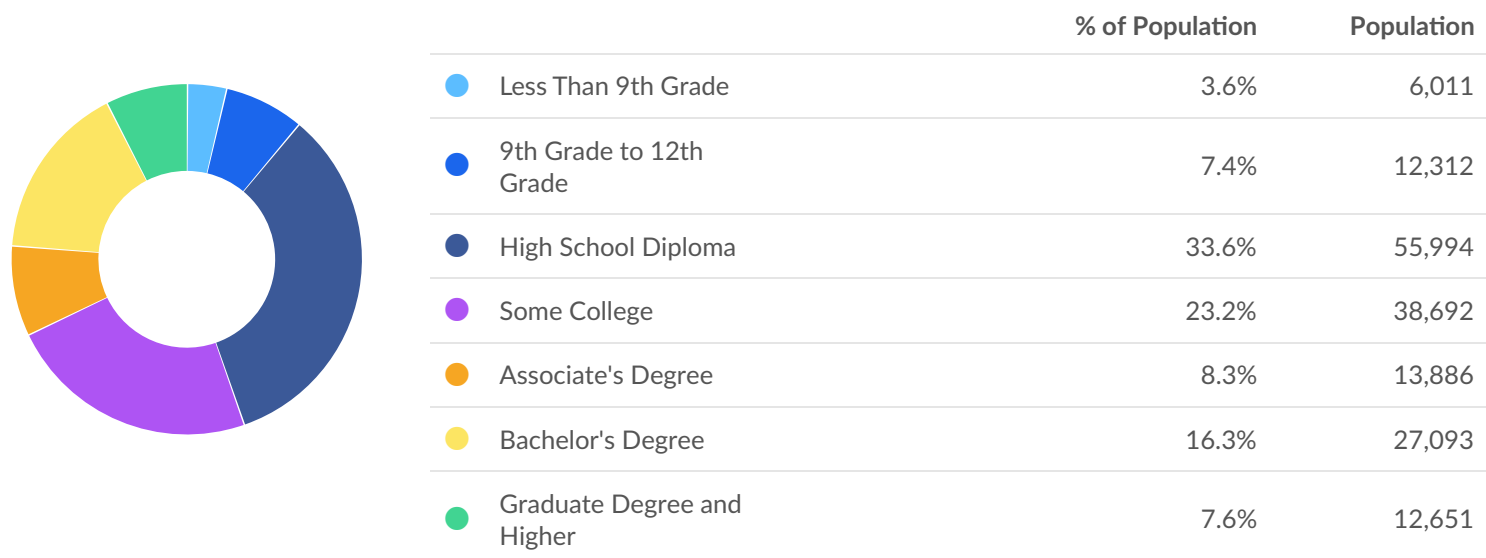 % of Population Population
Less Than 9th Grade 3.6% 6,011
9th Grade to 12th
Grade 7.4% 12,312
High School Diploma 33.6% 55,994
Some College 23.2% 38,692
Associate's Degree 8.3% 13,886
Bachelor's Degree 16.3% 27,093
Graduate Degree and
Higher 7.6% 12,651